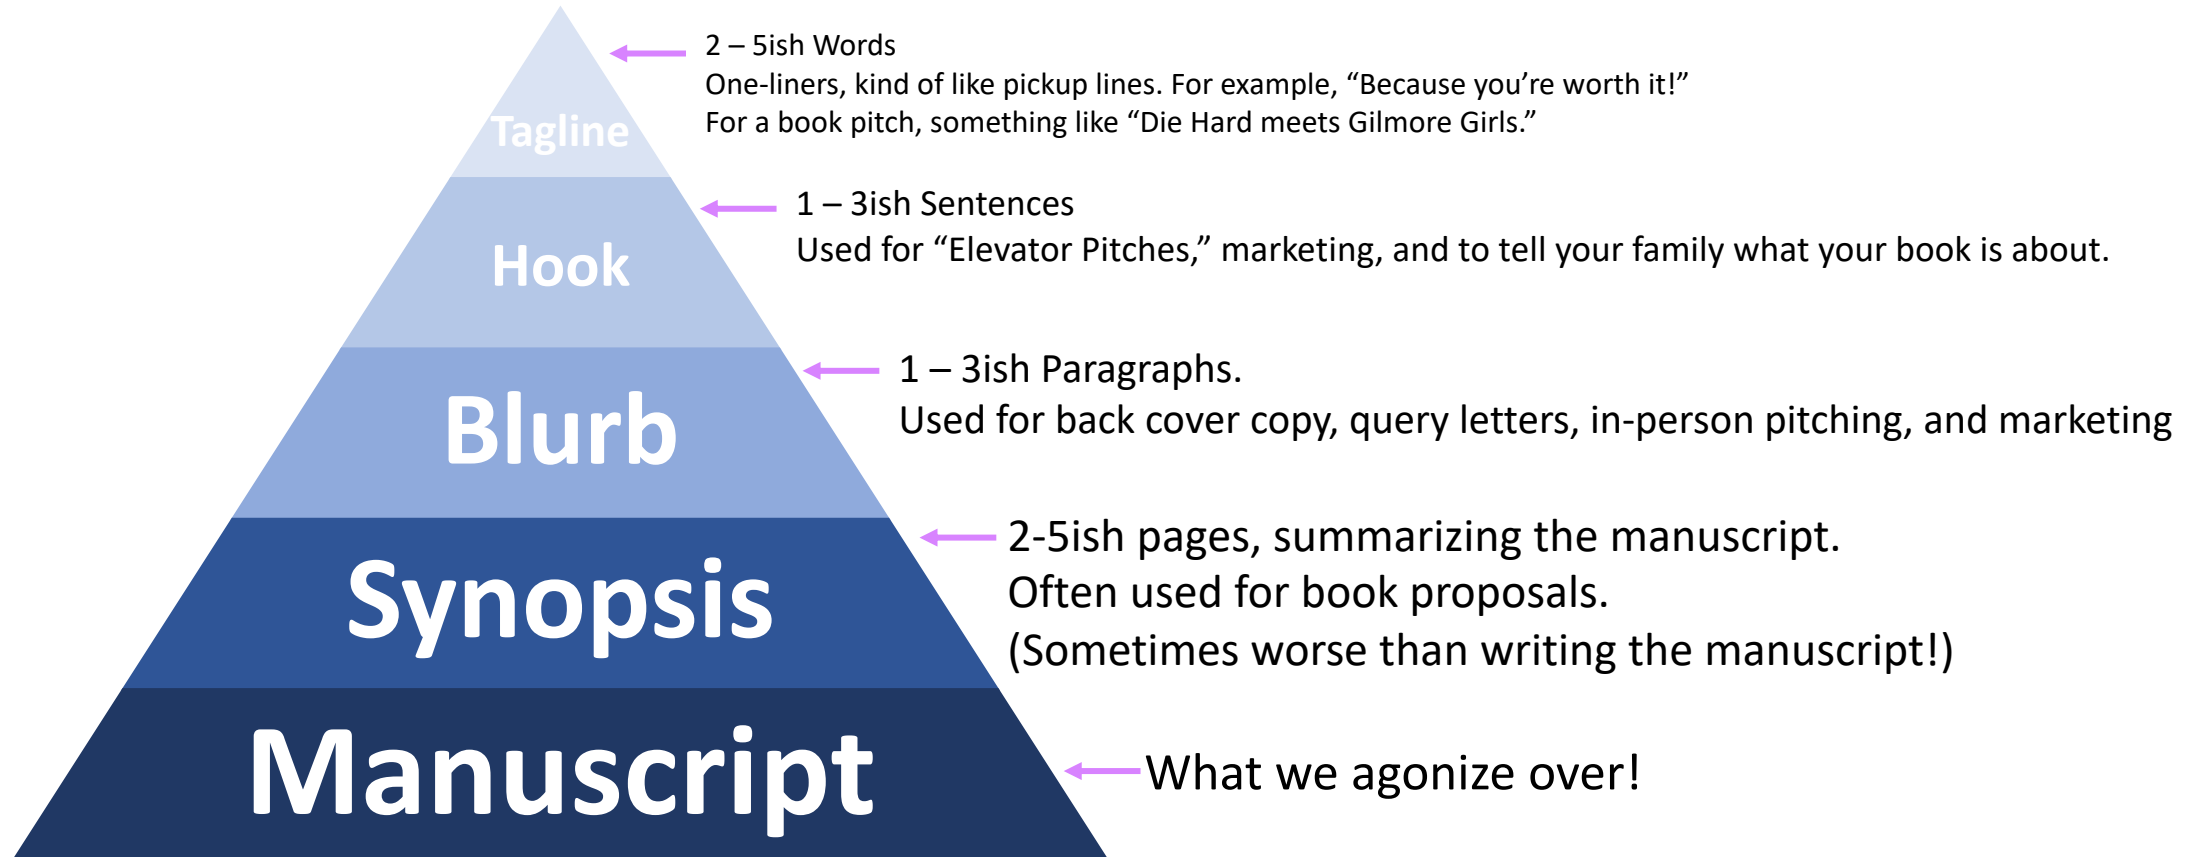 2 – 5ish Words
One-liners, kind of like pickup lines. For example, “Because you’re worth it!”
For a book pitch, something like “Die Hard meets Gilmore Girls.”
Tagline
1 – 3ish Sentences
Used for “Elevator Pitches,” marketing, and to tell your family what your book is about.
Hook
1 – 3ish Paragraphs.
Used for back cover copy, query letters, in-person pitching, and marketing
Blurb
2-5ish pages, summarizing the manuscript.
Often used for book proposals.
(Sometimes worse than writing the manuscript!)
Synopsis
What we agonize over!
Manuscript